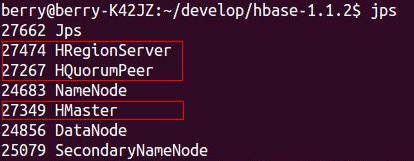 berry@berry-K42JZ:~/develop/hbase-1.1.2$ jps
27662 Jps
27474 HRegionServer
27267 HQuorumPeer
24683 NameNode
27349 HMaster
24856 DataNode
25079 SecondaryNameNode